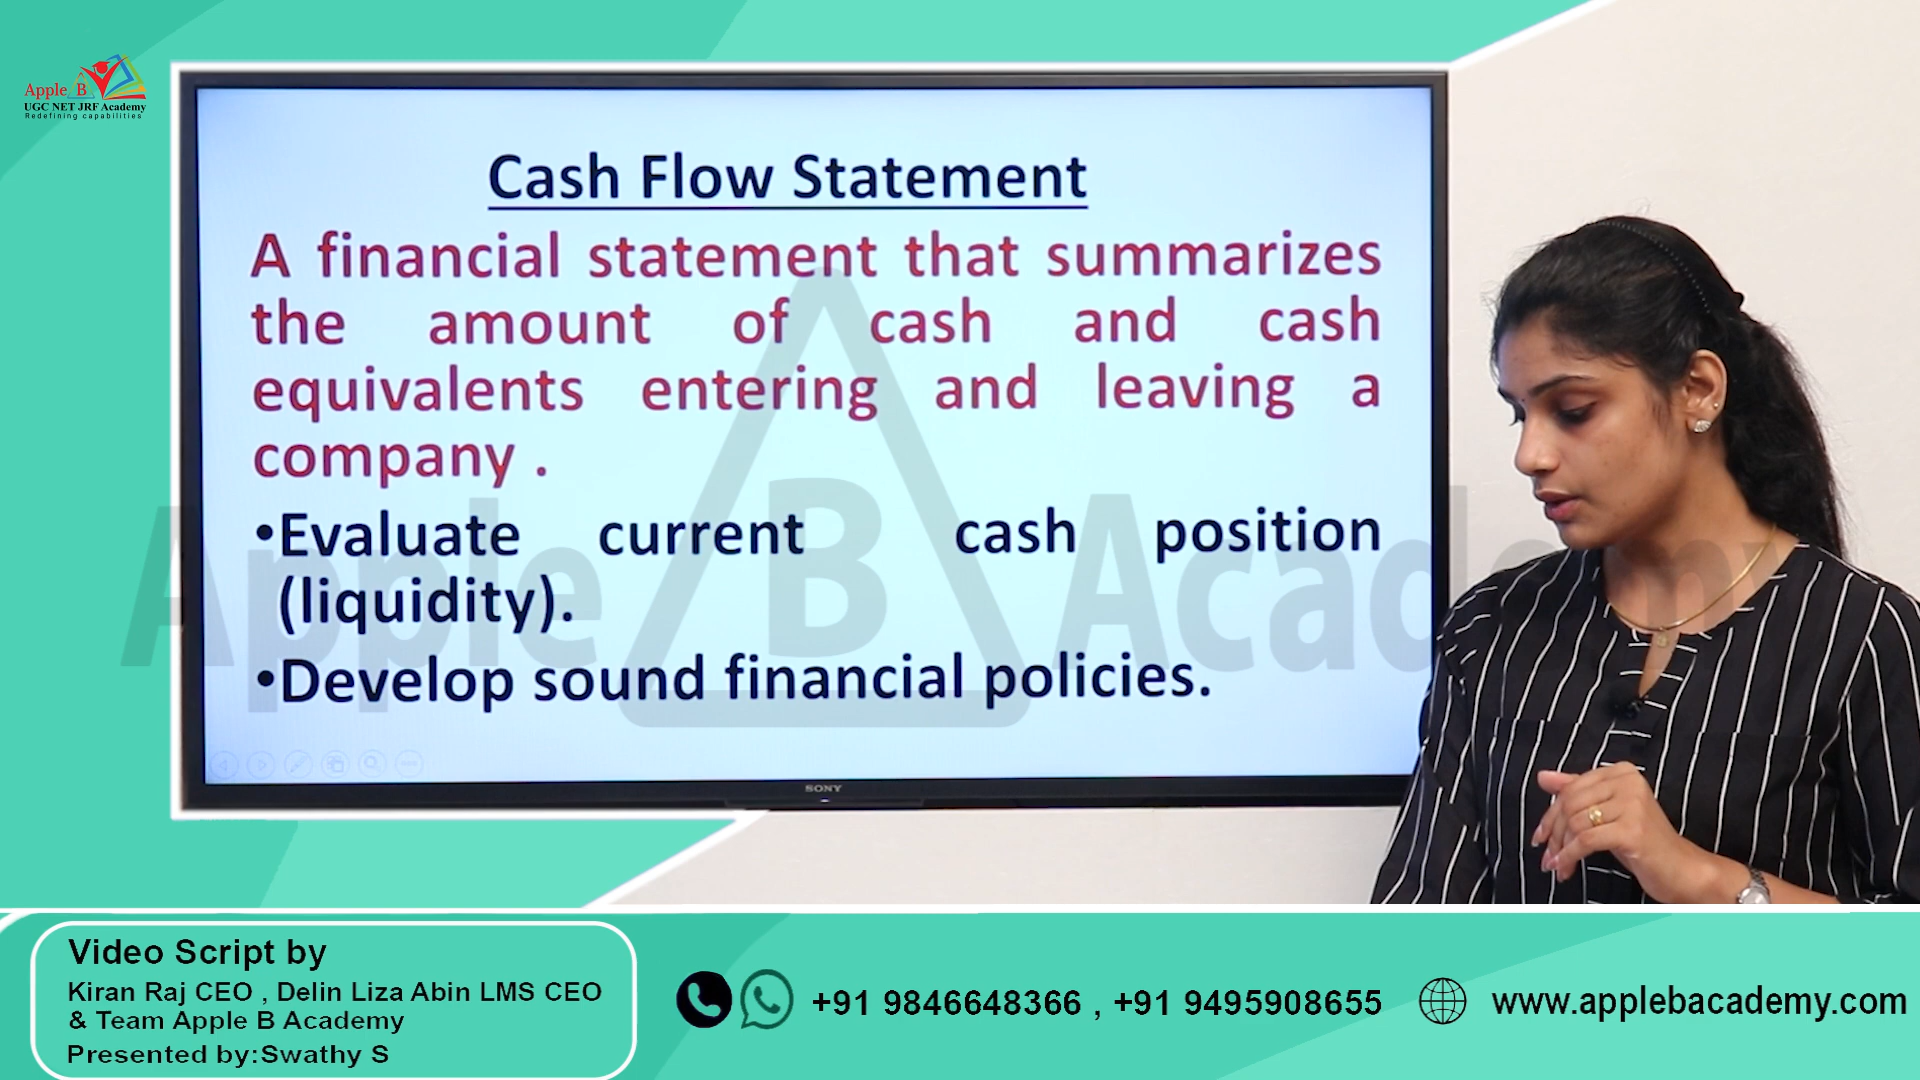 Apple B
UGC NET JRF Academy
Redefining capabilities
Cash Flow Statement
A financial statement that summarizes
the amount of cash and cash
equivalents entering and leaving a
company .
•Evaluate current cash position
(liquidity).
•Develop sound financial policies.
Apple B Academy
SONY
Video Script by
Kiran Raj CEO , Delin Liza Abin LMS CEO
& Team Apple B Academy
Presented by:Swathy S
+91 9846648366 , +91 9495908655
www.applebacademy.com